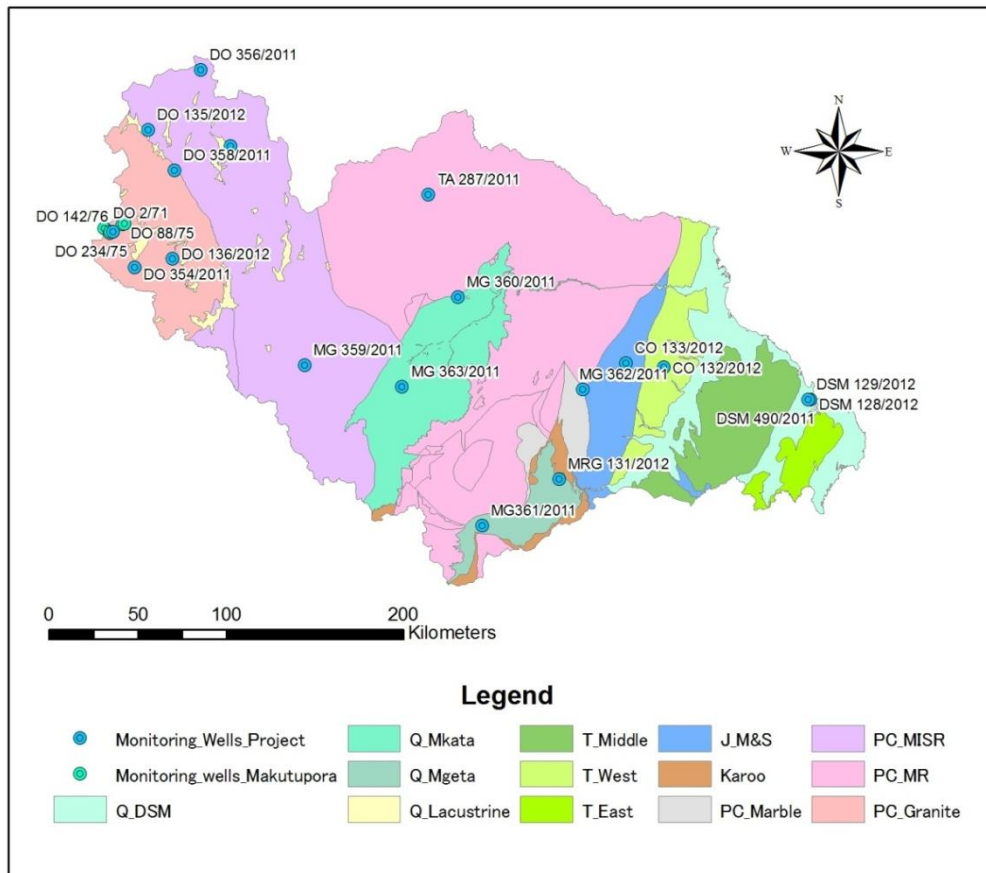 DO 356/2011
DO 135/2012
N
DO 358/2011
W
E
TA 287/2011
S
DO 142/76
DO 2/71
DO 88/75
DO 234/75
DO 136/2012
DO 354/2011
MG 360/2011
MG 359/2011
CO 133/2012
MG 363/2011
MG 362/2011
CO 132/2012
DSM 129/2012
DSM 128/2012
DSM 490/2011
MRG 131/2012
MG361/2011
0 50 100 200
Kilometers
Legend
Monitoring_Wells_Project
Q_Mkata
T_Middle
J_M&S
PC_MISR
Monitoring_wells_Makutupora
Q_Mgeta
T_West
Karoo
PC_MR
Q_DSM
Q_Lacustrine
T_East
PC_Marble
PC_Granite